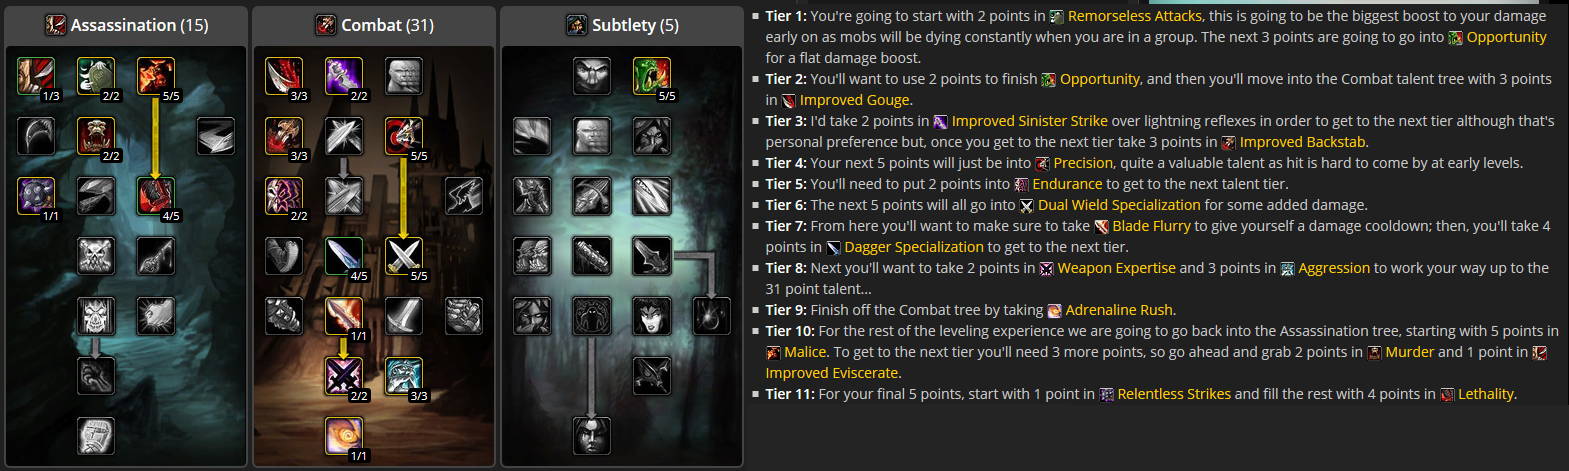 Assassination (15)
1/3
2/2
5/5
2/2
1/1
4/5
Combat (31)
3/3
2/2
3/3
5/5
2/2
4/5
5/5
1/1
2/2
3/3
1/1
Subtlety (5)
5/5
Tier 1: You're going to start with 2 points in Remorseless Attacks, this is going to be the biggest boost to your damage
early on as mobs will be dying constantly when you are in a group. The next 3 points are going to go into Opportunity
for a flat damage boost.
Tier 2: You'll want to use 2 points to finish Opportunity, and then you'll move into the Combat talent tree with 3 points
in Improved Gouge.
Tier 3: I'd take 2 points in Improved Sinister Strike over lightning reflexes in order to get to the next tier although that's
personal preference but, once you get to the next tier take 3 points in Improved Backstab.
Tier 4: Your next 5 points will just be into Precision, quite a valuable talent as hit is hard to come by at early levels.
Tier 5: You'll need to put 2 points into Endurance to get to the next talent tier.
Tier 6: The next 5 points will all go into Dual Wield Specialization for some added damage.
Tier 7: From here you'll want to make sure to take Blade Flurry to give yourself a damage cooldown; then, you'll take 4
points in Dagger Specialization to get to the next tier.
Tier 8: Next you'll want to take 2 points in Weapon Expertise and 3 points in Aggression to work your way up to the
31 point talent...
Tier 9: Finish off the Combat tree by taking Adrenaline Rush.
Tier 10: For the rest of the leveling experience we are going to go back into the Assassination tree, starting with 5 points in
Malice. To get to the next tier you'll need 3 more points, so go ahead and grab 2 points in Murder and 1 point in
Improved Eviscerate.
Tier 11: For your final 5 points, start with 1 point in Relentless Strikes and fill the rest with 4 points in Lethality.